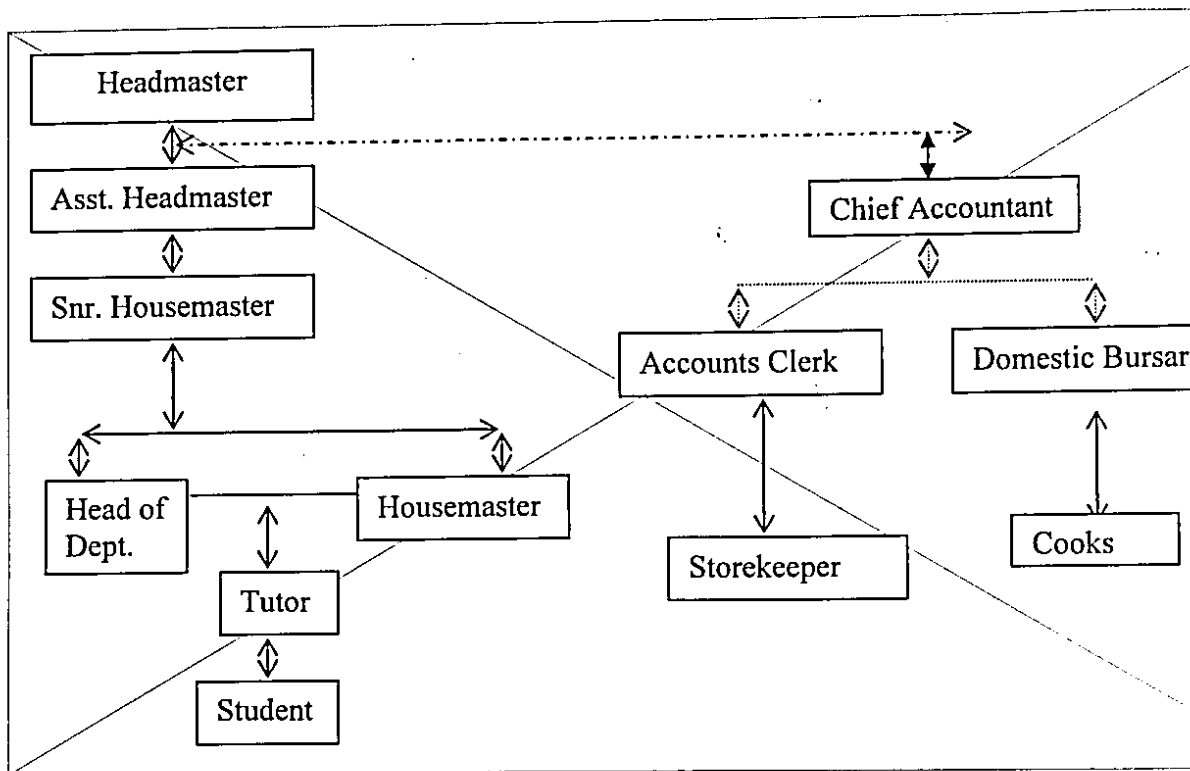 Headmaster
Asst. Headmaster
Chief Accountant
Snr. Housemaster
Accounts Clerk
Domestic Bursar
Head of
Dept.
Housemaster
Storekeeper
Cooks
Tutor
Student